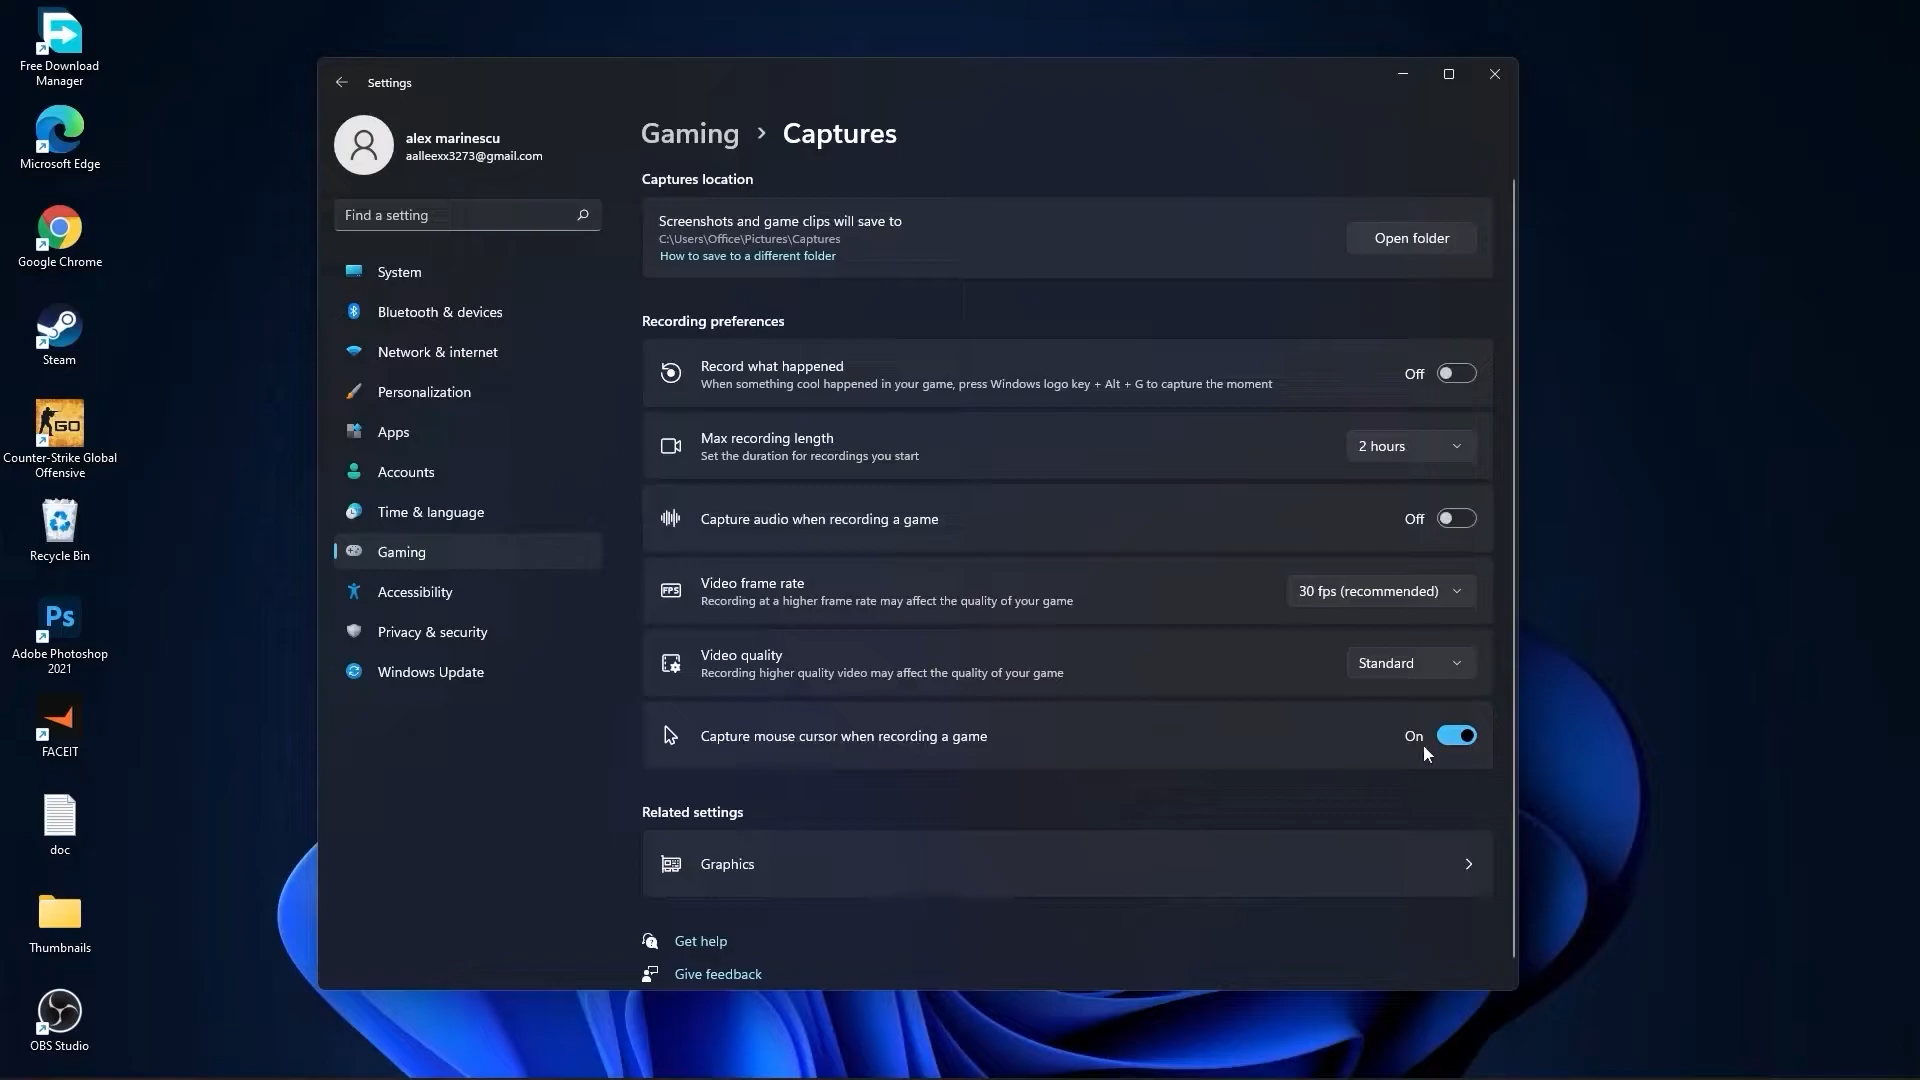 Free Download
Manager
Microsoft Edge
Google Chrome
Steam
GO
Counter-Strike Global
Offensive
Recycle Bin
Ps
Adobe Photoshop
2021
FACEIT
doc
Thumbnails
OBS Studio
Settings
alex marinescu
aalleexx3273@gmail.com
Find a setting
System
Bluetooth & devices
Network & internet
Personalization
Apps
Accounts
Time & language
Gaming
Accessibility
Privacy & security
Windows Update
Gaming › Captures
Captures location
Screenshots and game clips will save to
C:\Users\Office\Pictures\Captures
How to save to a different folder
Open folder
Recording preferences
Record what happened
When something cool happened in your game, press Windows logo key + Alt + G to capture the moment
Off
Max recording length
Set the duration for recordings you start
2 hours
Capture audio when recording a game
Off
FPS
Video frame rate
Recording at a higher frame rate may affect the quality of your game
30 fps (recommended)
Video quality
Recording higher quality video may affect the quality of your game
Standard
Capture mouse cursor when recording a game
On
Related settings
Graphics
Get help
Give feedback